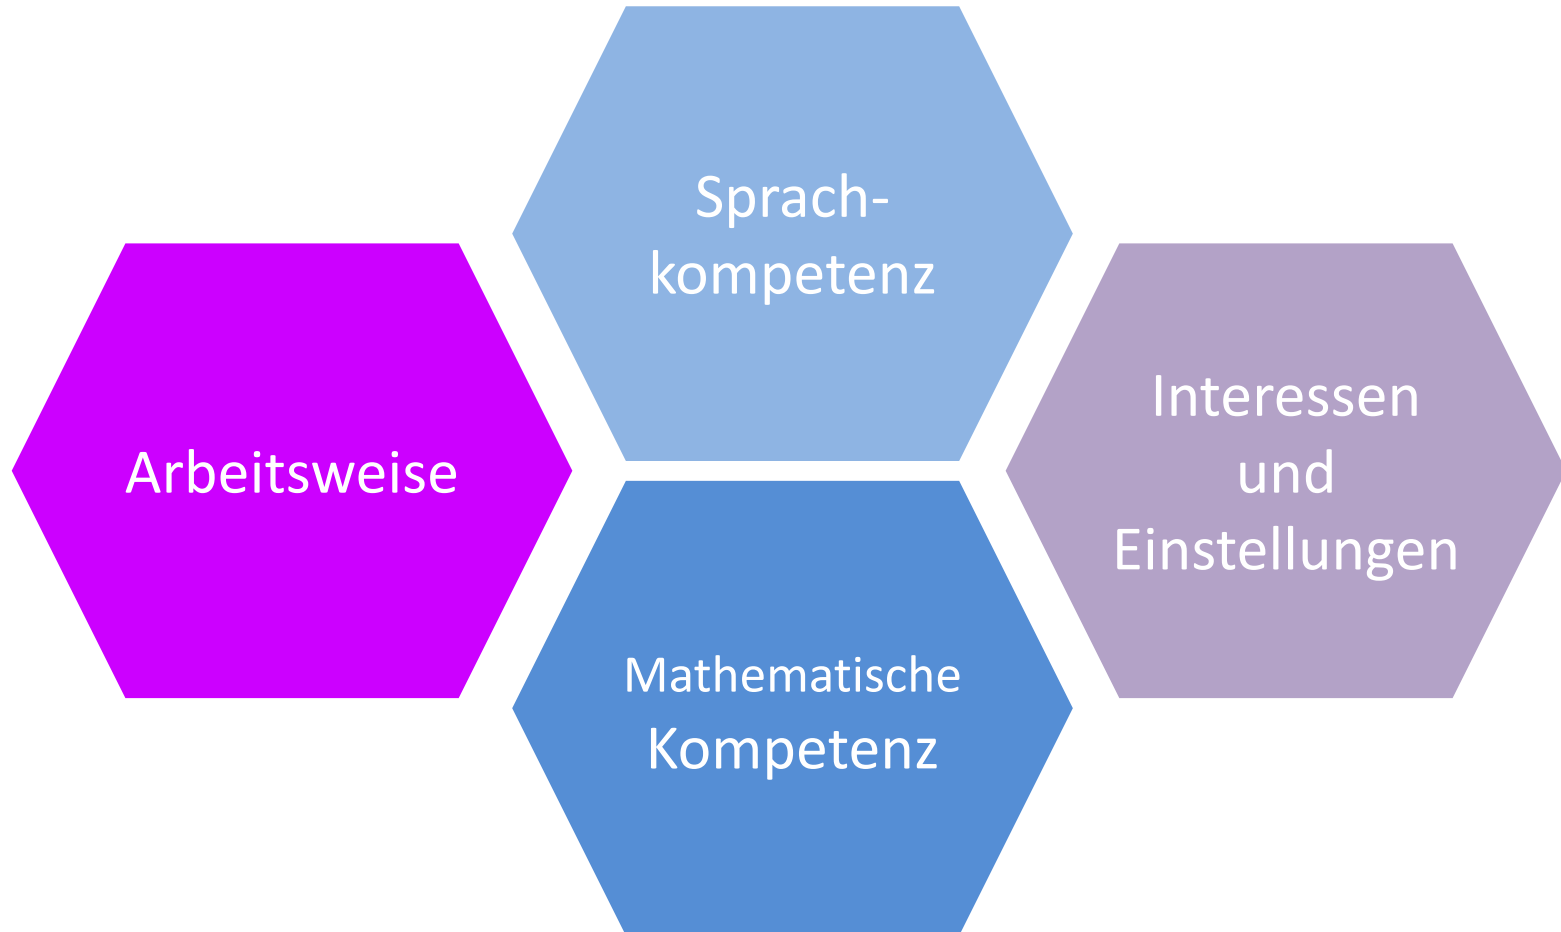 Sprach-
kompetenz
Arbeitsweise
Interessen
und
Einstellungen
Mathematische
Kompetenz